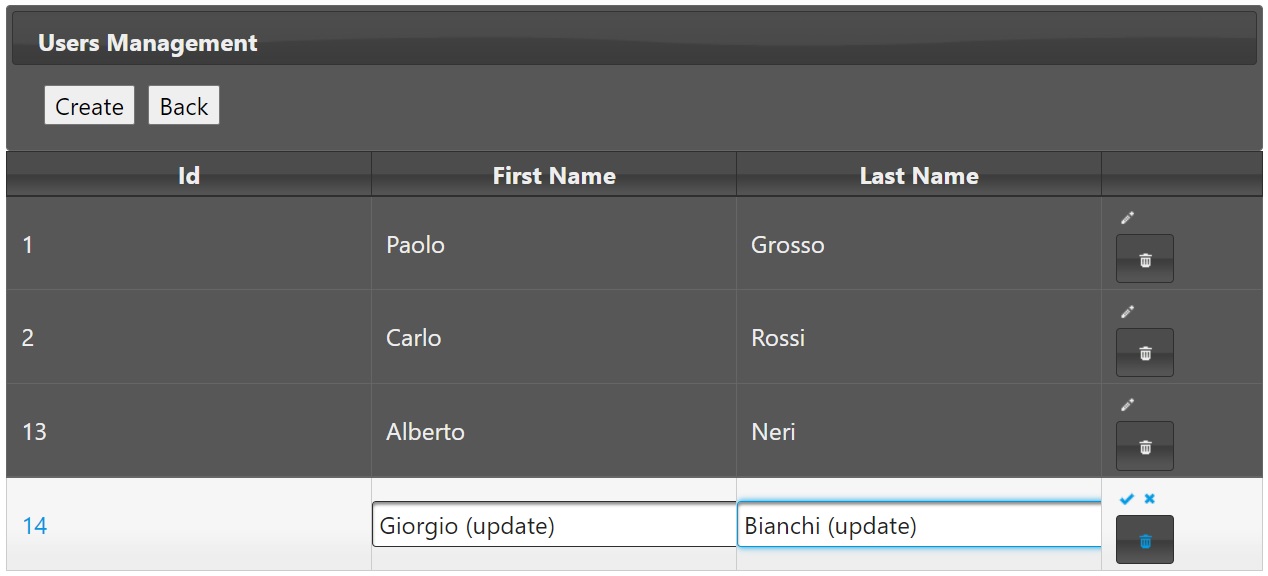 Users Management
Create Back
Id First Name Last Name
1 Paolo Grosso
2 Carlo Rossi
13 Alberto Neri
14 Giorgio (update) Bianchi (update)